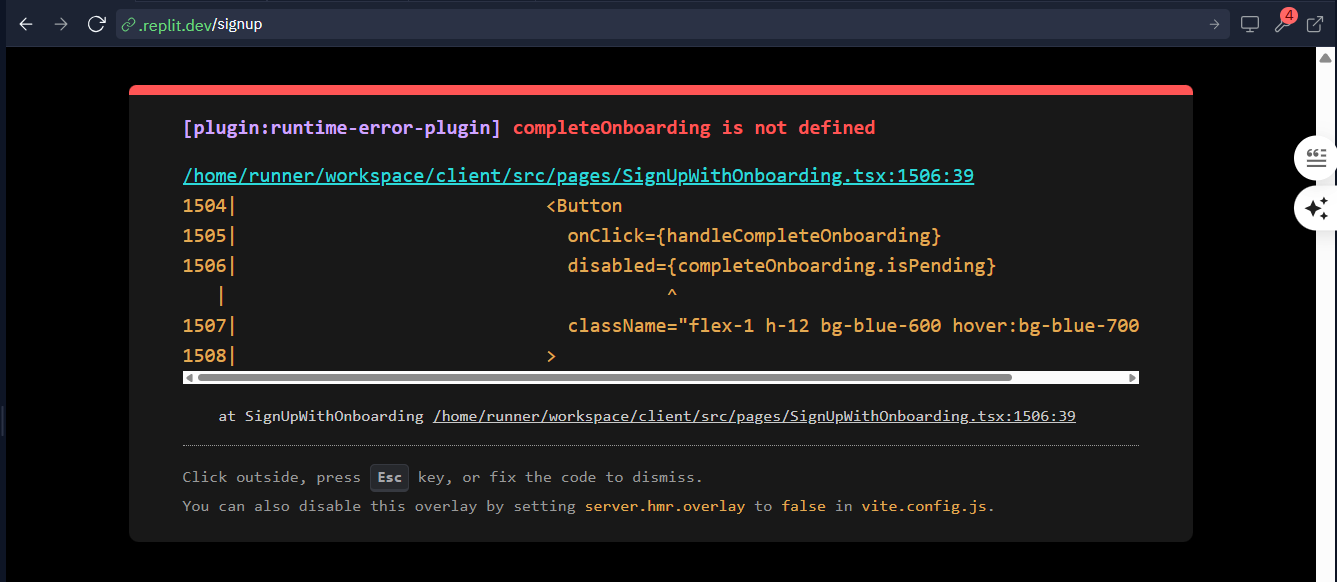 .replit.dev/signup
4
[plugin:runtime-error-plugin] completeOnboarding is not defined
/home/runner/workspace/client/src/pages/SignUpWithOnboarding.tsx:1506:39
1504| <Button
1505| onClick={handleCompleteOnboarding}
1506| disabled={completeOnboarding.isPending}
| ^
1507| className="flex-1 h-12 bg-blue-600 hover:bg-blue-700
1508| >
at SignUpWithOnboarding /home/runner/workspace/client/src/pages/SignUpWithOnboarding.tsx:1506:39
Click outside, press Esc key, or fix the code to dismiss.
You can also disable this overlay by setting server.hmr.overlay to false in vite.config.js.